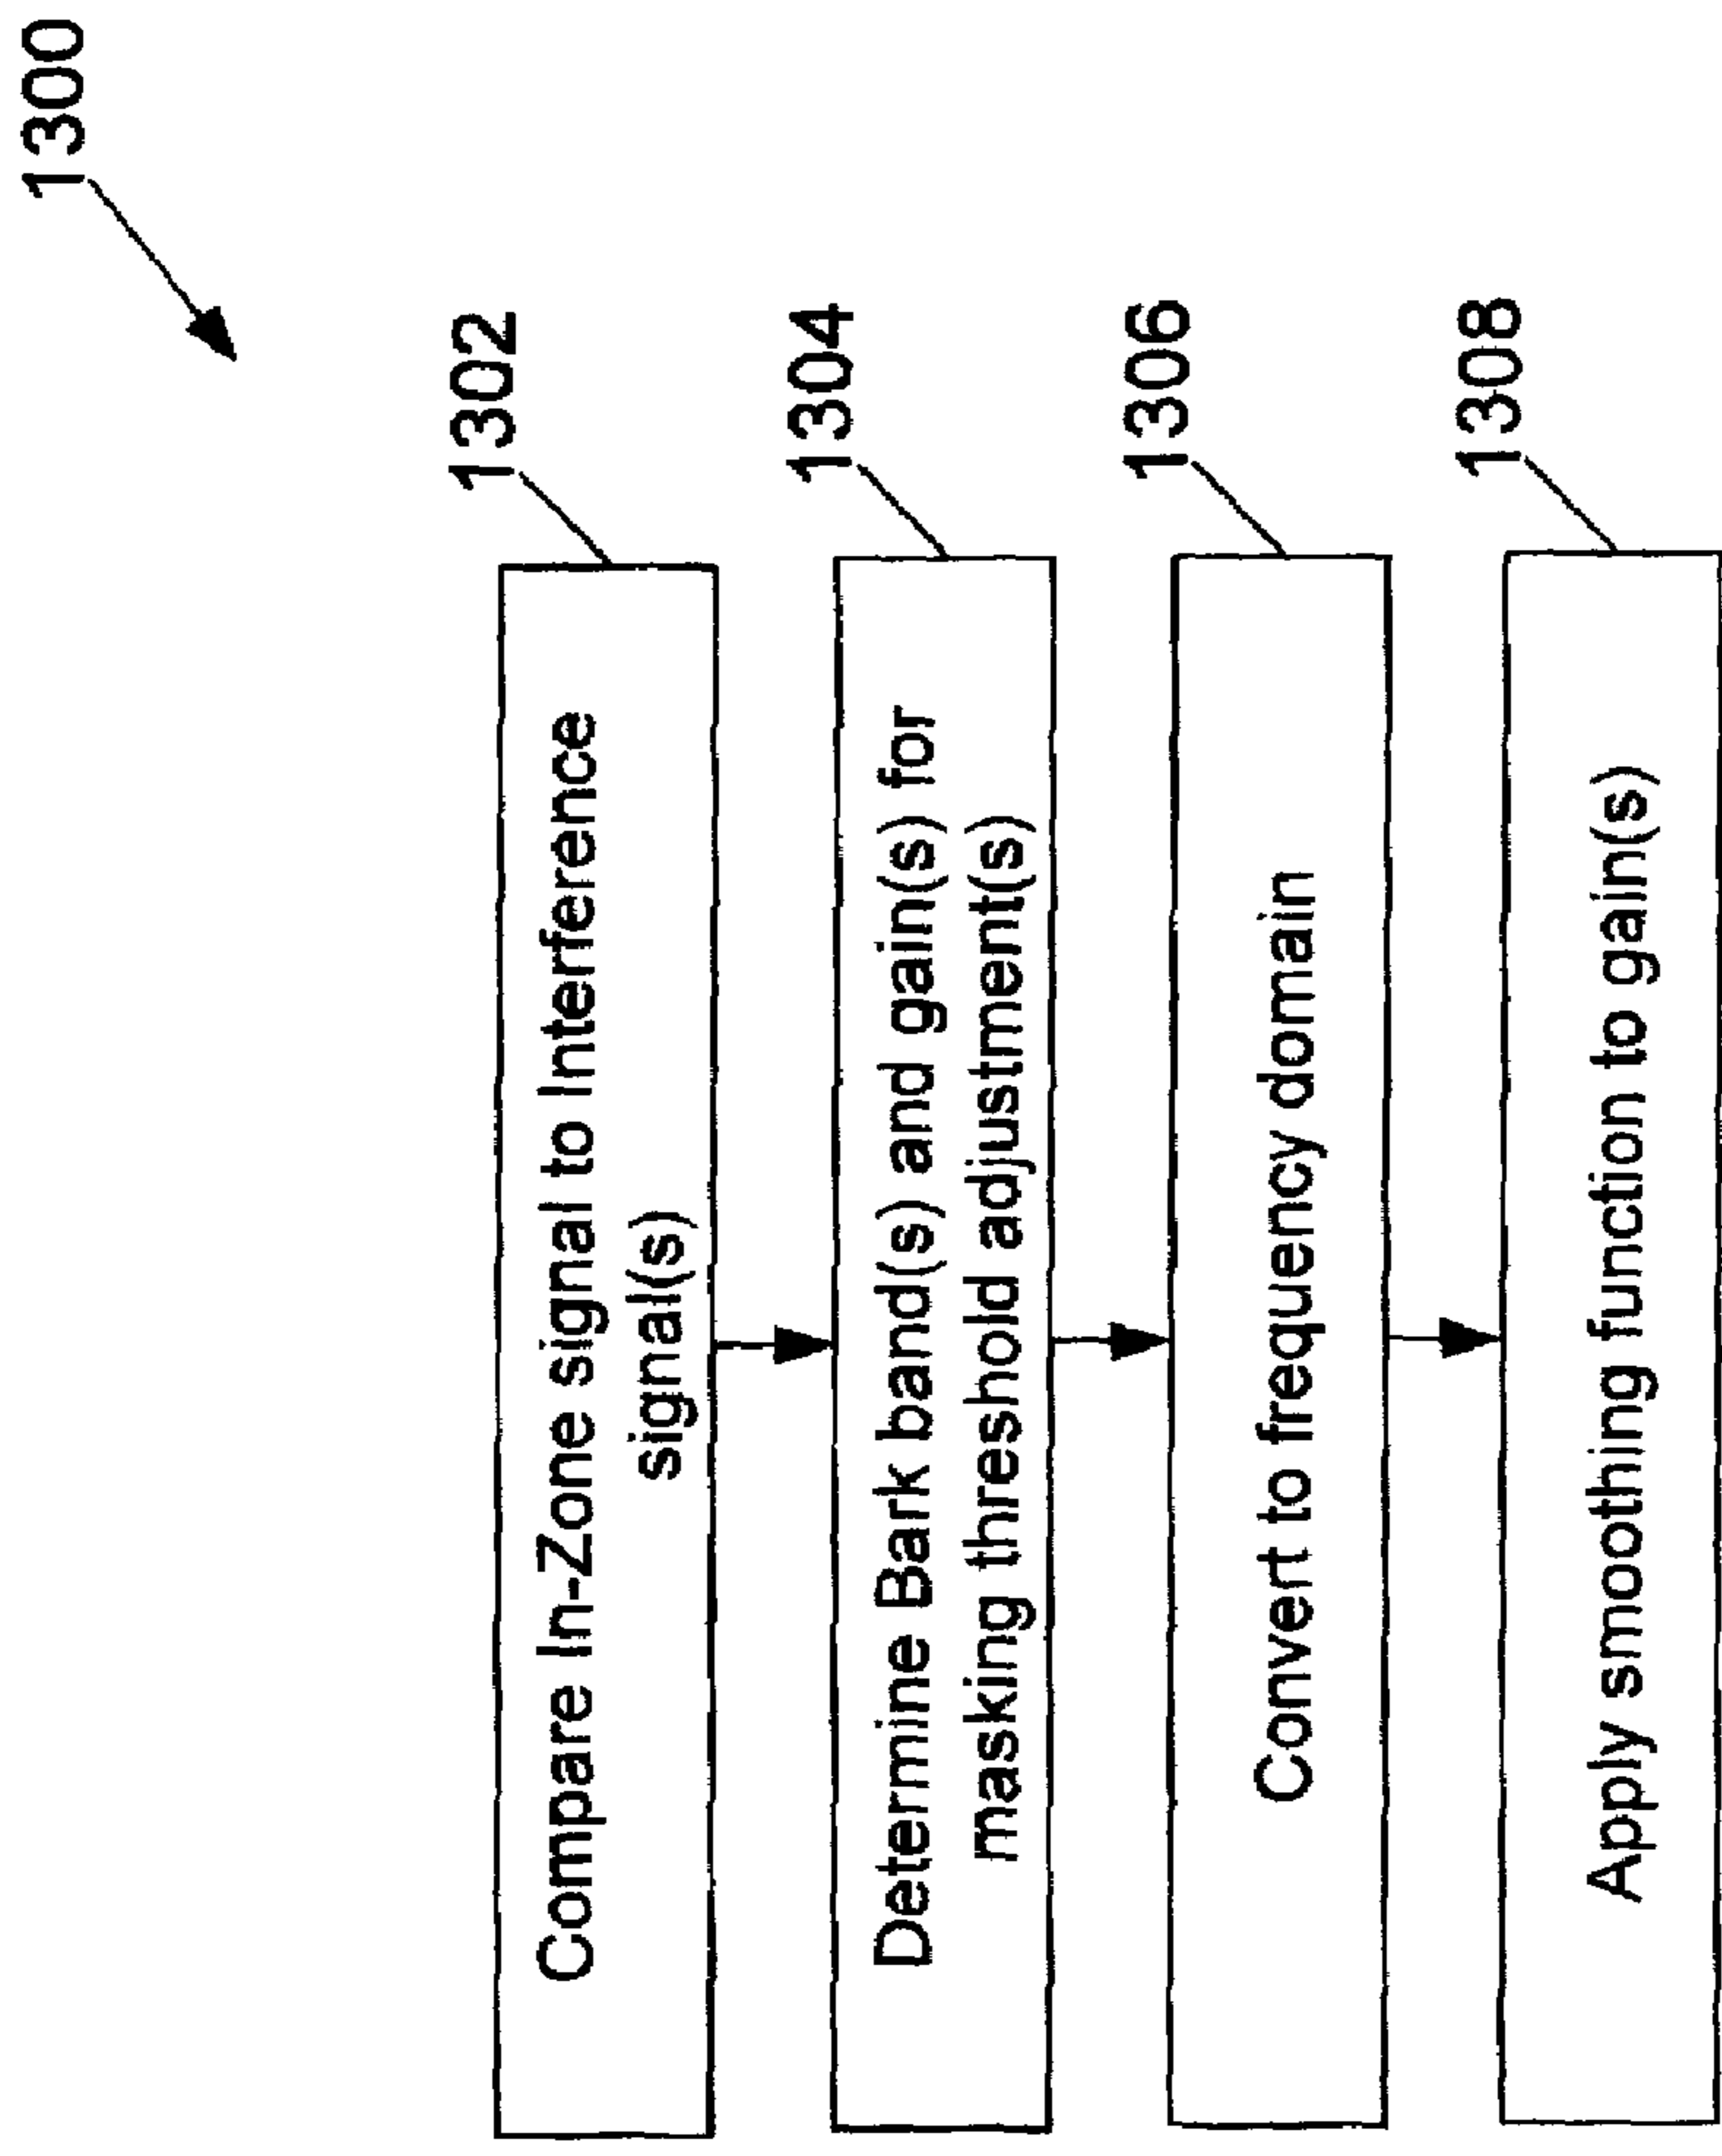 1300
1302
Compare In-Zone signal to Interference
signal(s)
1304
Determine Bark band(s) and gain(s) for
masking threshold adjustment(s)
1306
Convert to frequency domain
1308
Apply smoothing function to gain(s)